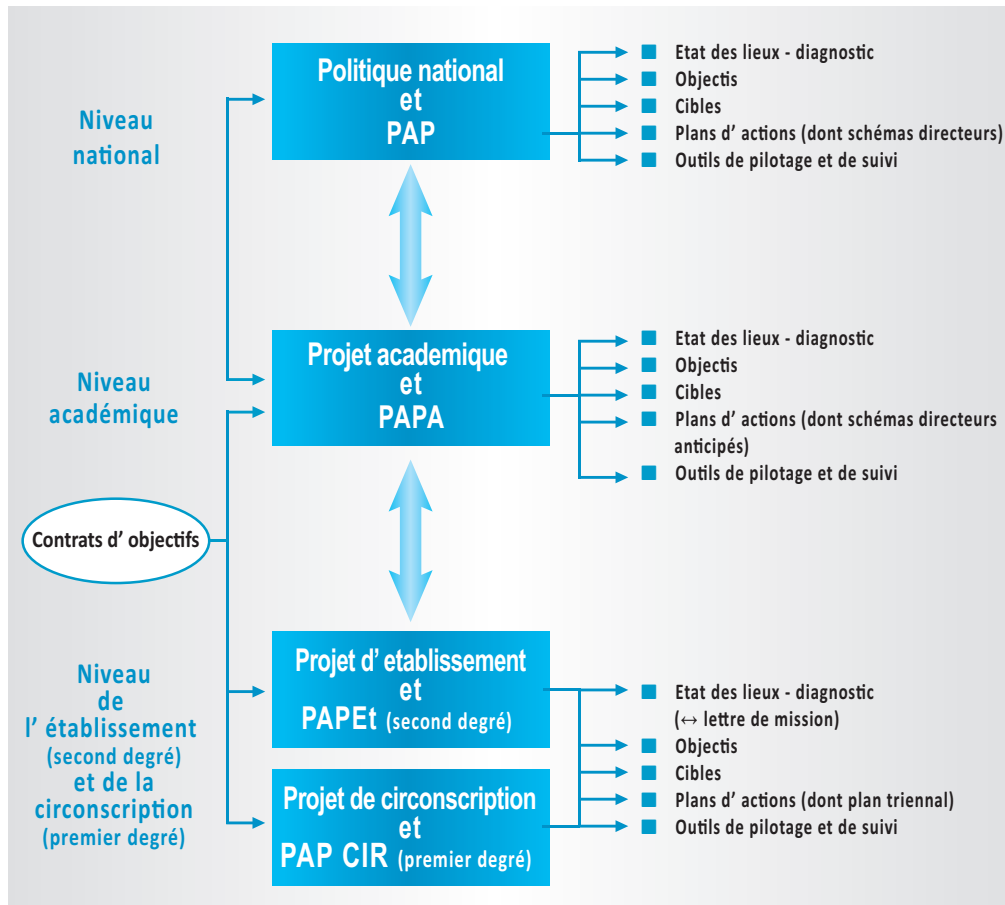 Niveau
national
Politique national
et
PAP
■ Etat des lieux - diagnostic
■ Objectis
■ Cibles
■ Plans d’ actions (dont schémas directeurs)
■ Outils de pilotage et de suivi
Niveau
académique
Projet academique
et
PAPA
■ Etat des lieux - diagnostic
■ Objectis
■ Cibles
■ Plans d’ actions (dont schémas directeurs
anticipés)
■ Outils de pilotage et de suivi
Contrats d’ objectifs
Niveau
de
l’ établissement
(second degré)
et de la
circonscription
(premier degré)
Projet d’ etablissement
et
PAPEt (second degré)
Projet de circonscription
et
PAP CIR (premier degré)
■ Etat des lieux - diagnostic
(↔ lettre de mission)
■ Objectis
■ Cibles
■ Plans d’ actions (dont plan triennal)
■ Outils de pilotage et de suivi